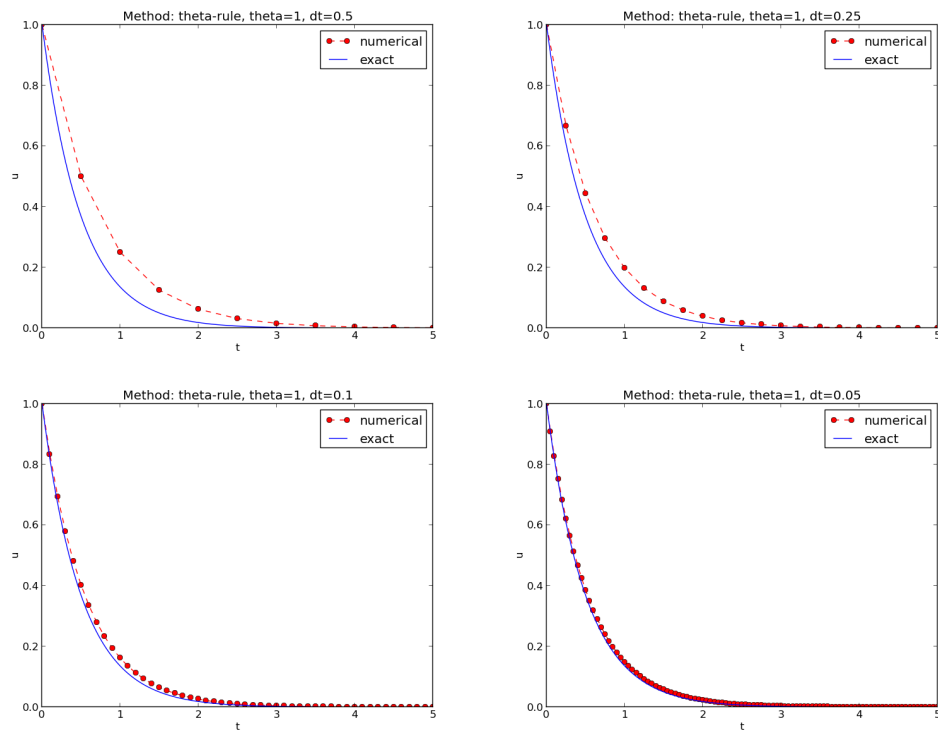 Method: theta-rule, theta=1, dt=0.5
1.0
0.8
0.6
0.4
0.2
0.0
u
numerical
exact
0 1 2 3 4 5
t
Method: theta-rule, theta=1, dt=0.25
1.0
0.8
0.6
0.4
0.2
0.0
u
numerical
exact
0 1 2 3 4 5
t
Method: theta-rule, theta=1, dt=0.1
1.0
0.8
0.6
0.4
0.2
0.0
u
numerical
exact
0 1 2 3 4 5
t
Method: theta-rule, theta=1, dt=0.05
1.0
0.8
0.6
0.4
0.2
0.0
u
numerical
exact
0 1 2 3 4 5
t